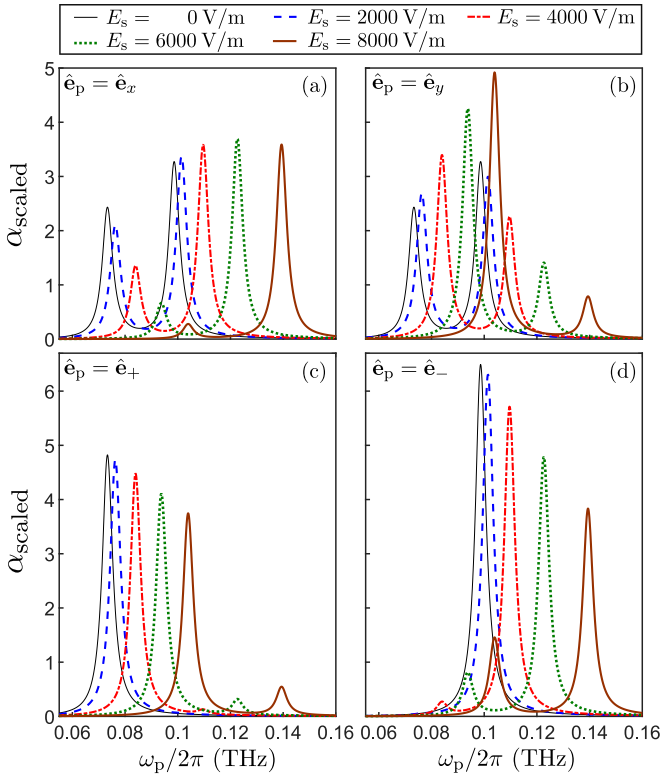 E_s = 0 V/m E_s = 2000 V/m E_s = 4000 V/m
E_s = 6000 V/m E_s = 8000 V/m
5
4
3
2
1
0
α_scaled
ê_p = ê_x (a)
ê_p = ê_y (b)
6
5
4
3
2
1
0
α_scaled
ê_p = ê_+ (c)
ê_p = ê_− (d)
0.06 0.08 0.1 0.12 0.14 0.16
0.06 0.08 0.1 0.12 0.14 0.16
ω_p/2π (THz)
ω_p/2π (THz)